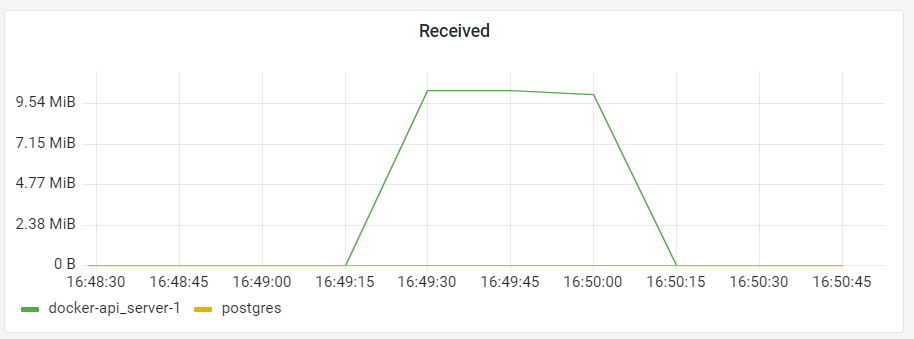 Received
9.54 MiB
7.15 MiB
4.77 MiB
2.38 MiB
0 B
16:48:30 16:48:45 16:49:00 16:49:15 16:49:30 16:49:45 16:50:00 16:50:15 16:50:30 16:50:45
docker-api_server-1 postgres